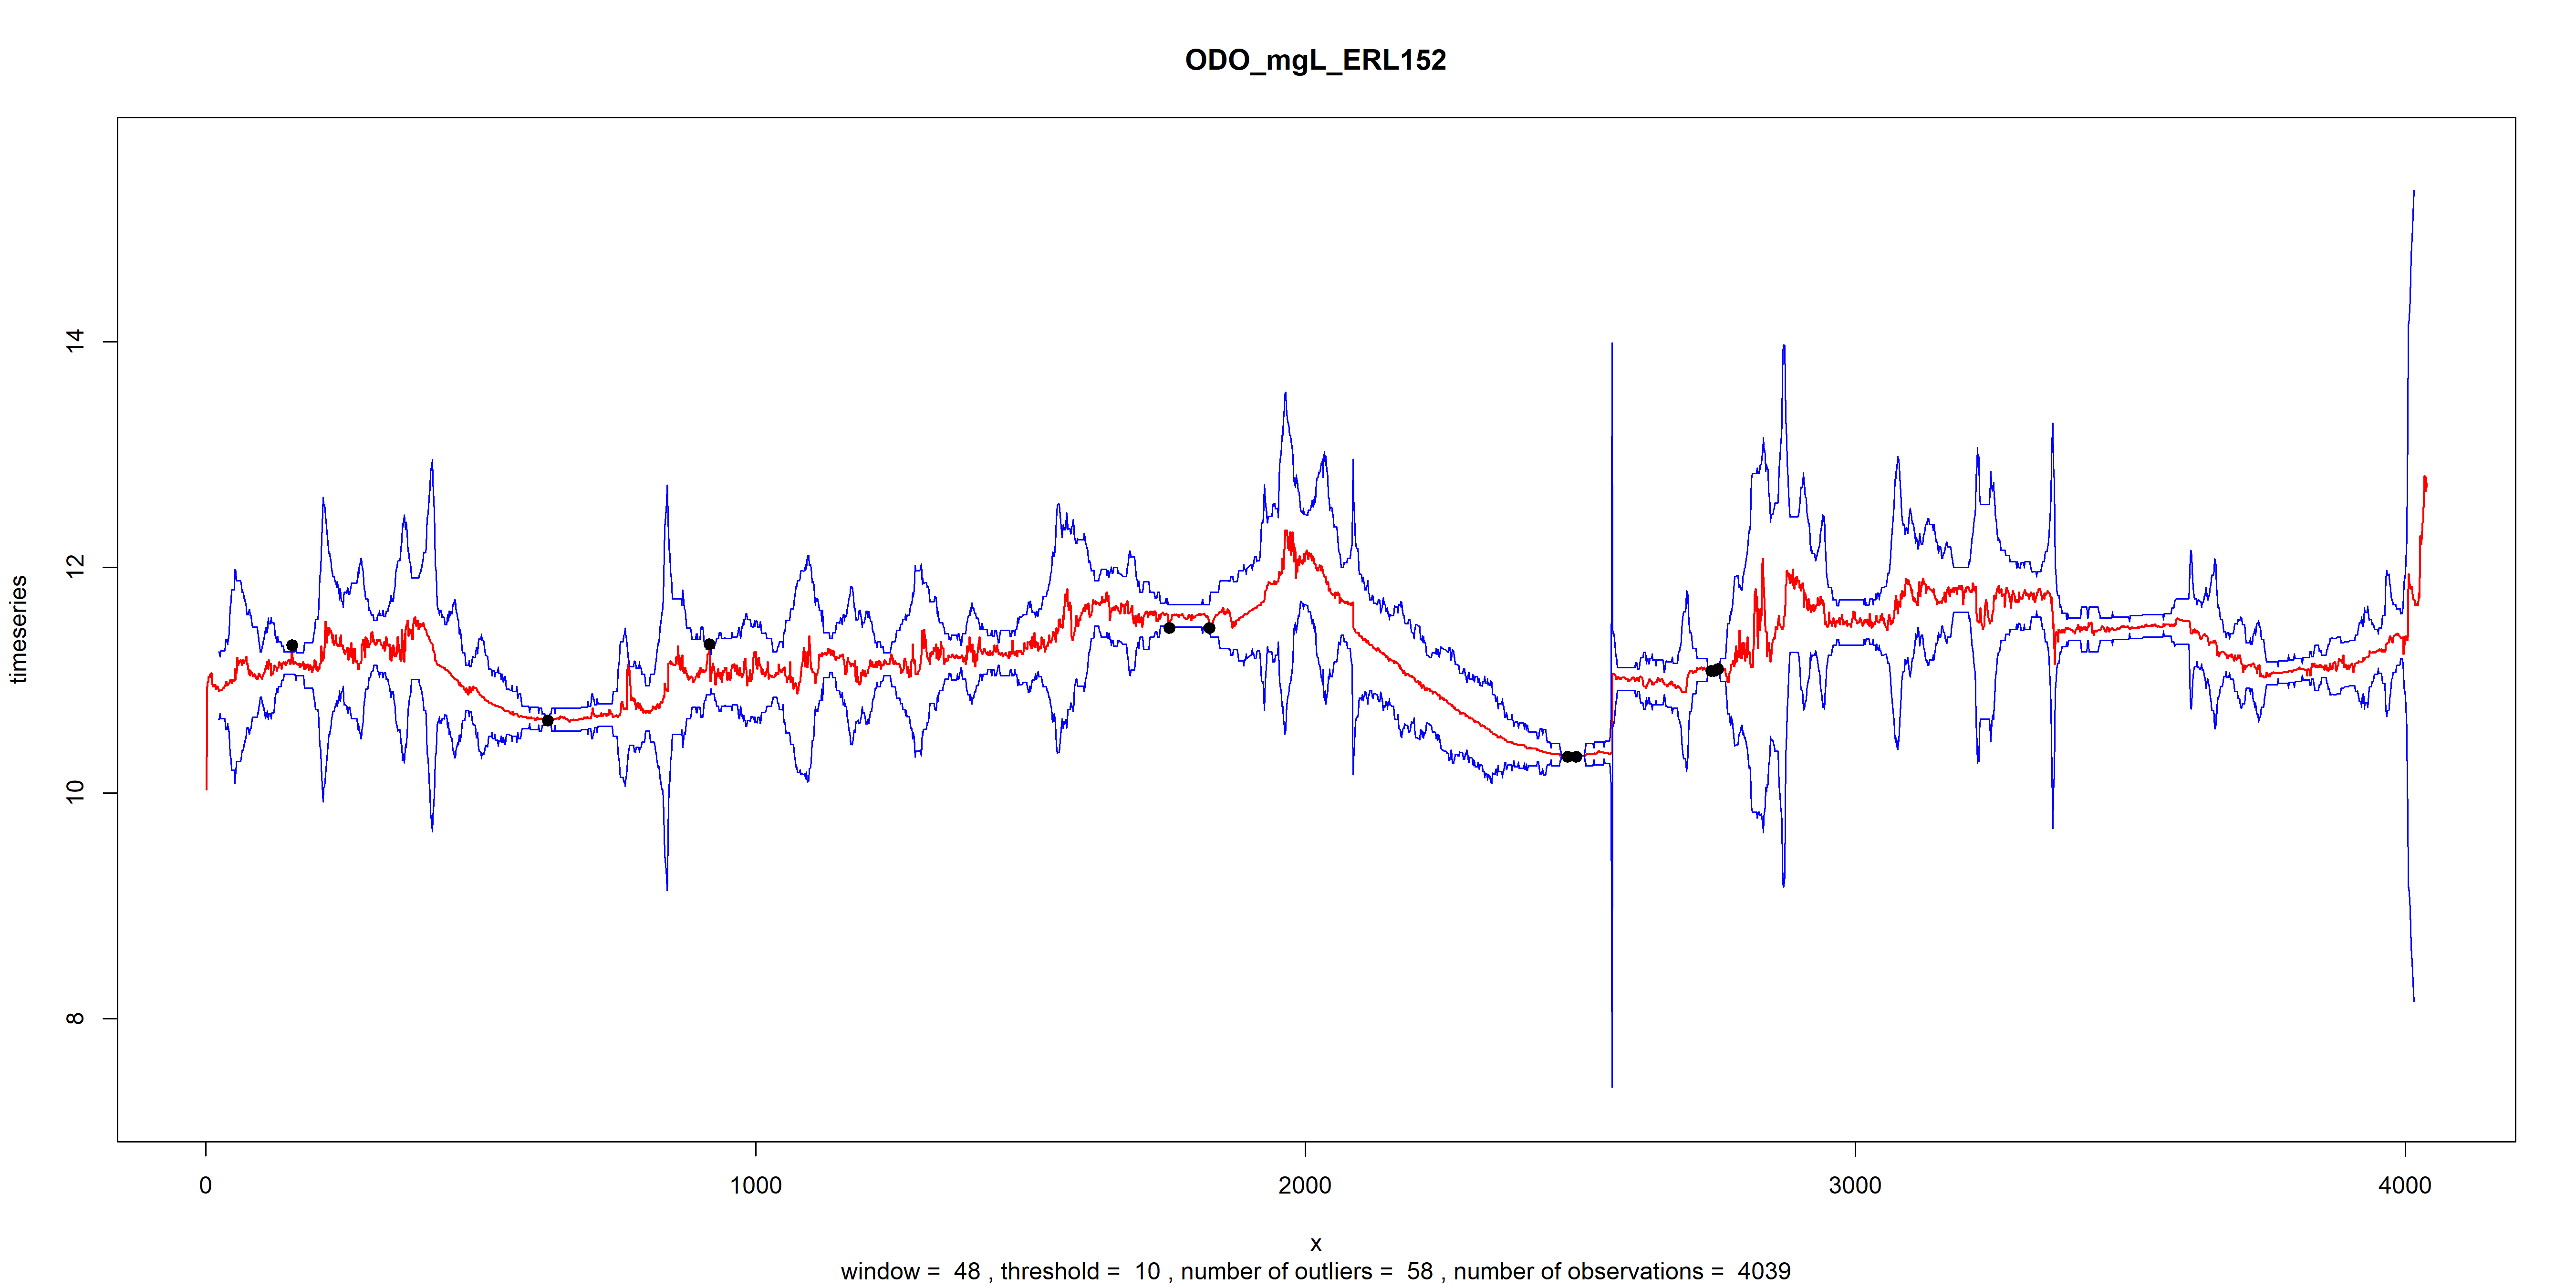 ODO_mgL_ERL152
timeseries
14
12
10
8
0 1000 2000 3000 4000
x
window =  48 , threshold =  10 , number of outliers =  58 , number of observations =  4039